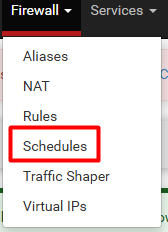 Firewall Services
Aliases
NAT
Rules
Schedules
Traffic Shaper
Virtual IPs